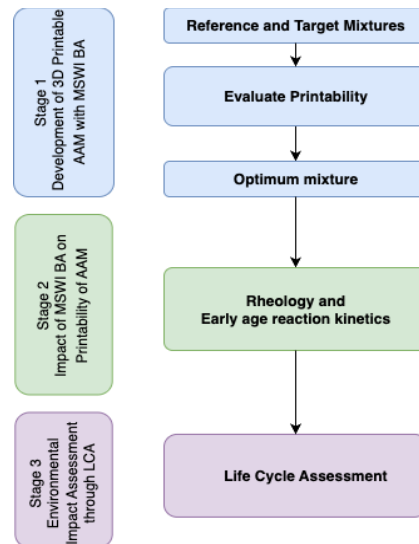 Stage 1
Development of 3D Printable
AAM with MSWI BA
Reference and Target Mixtures
Evaluate Printability
Optimum mixture
Stage 2
Impact of MSWI BA on
Printability of AAM
Rheology and
Early age reaction kinetics
Stage 3
Environmental
Impact Assessment
through LCA
Life Cycle Assessment